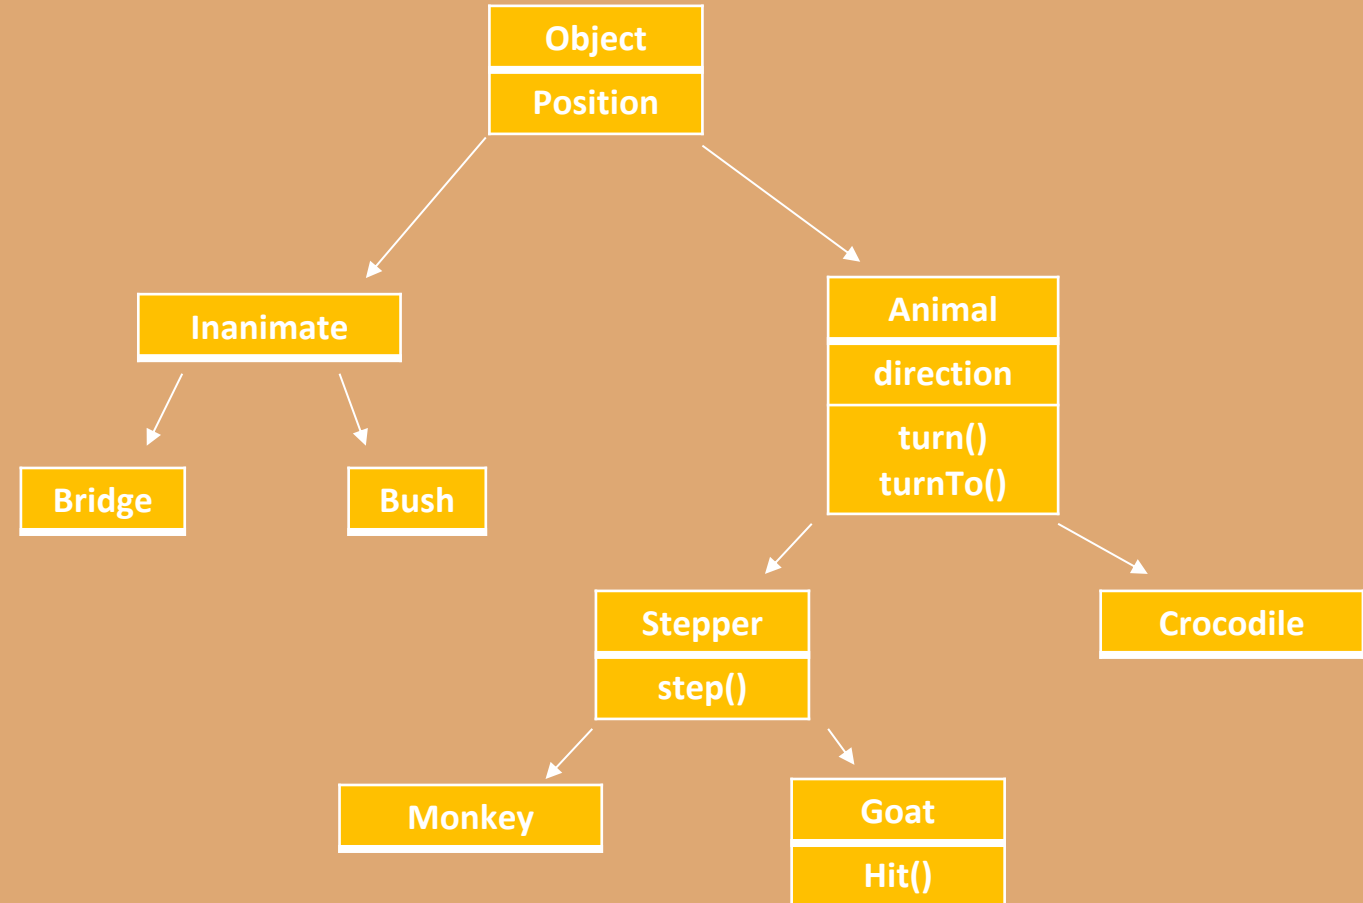 Object
Position
Inanimate
Animal
direction
turn()
turnTo()
Bridge
Bush
Stepper
step()
Crocodile
Monkey
Goat
Hit()